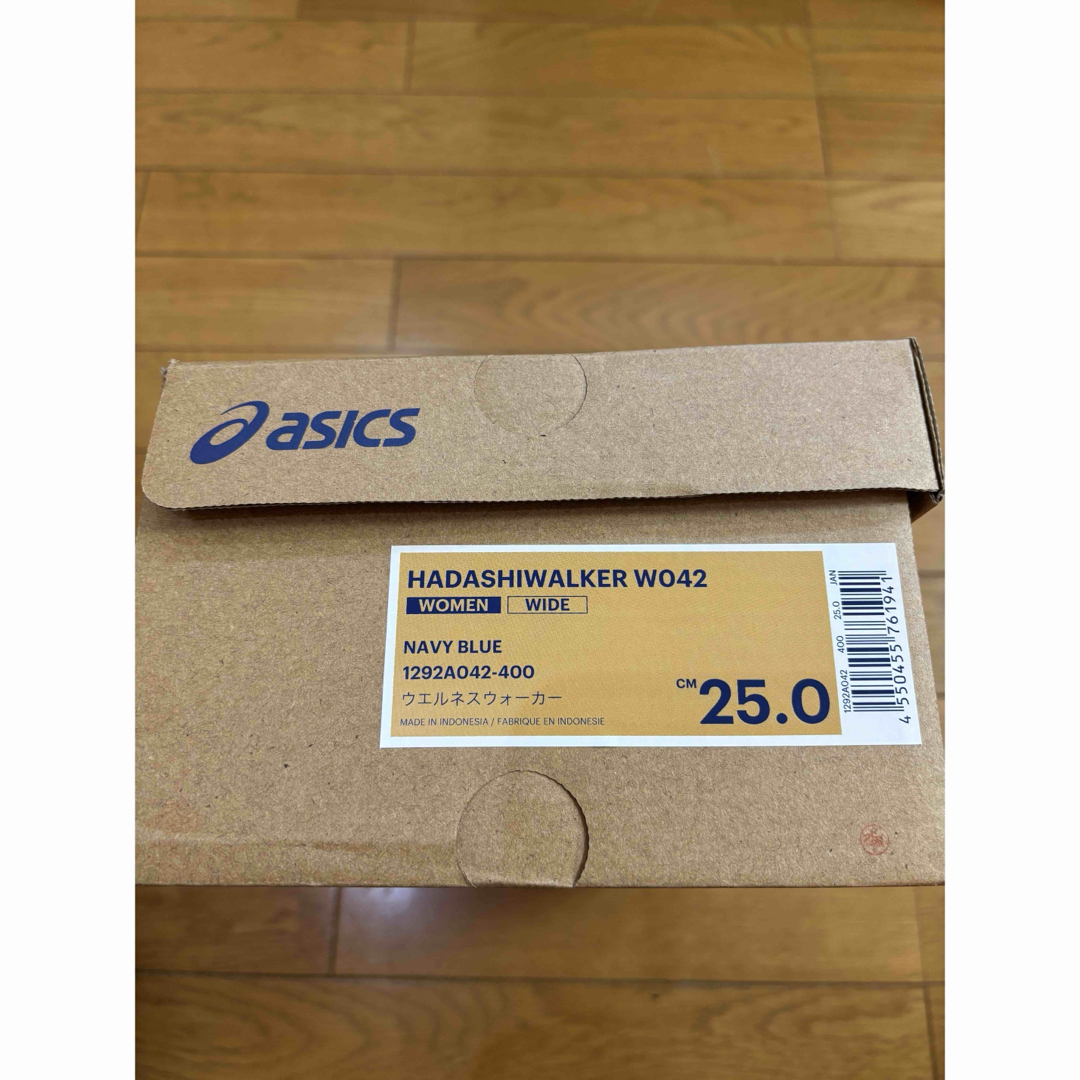 asics
HADASHIWALKER W042
WOMEN WIDE
NAVY BLUE
1292A042-400
ウエルネスウォーカー
MADE IN INDONESIA / FABRIQUE EN INDONESIE
CM 25.0
1292A042 400 25.0 JAN
4 550455 761941